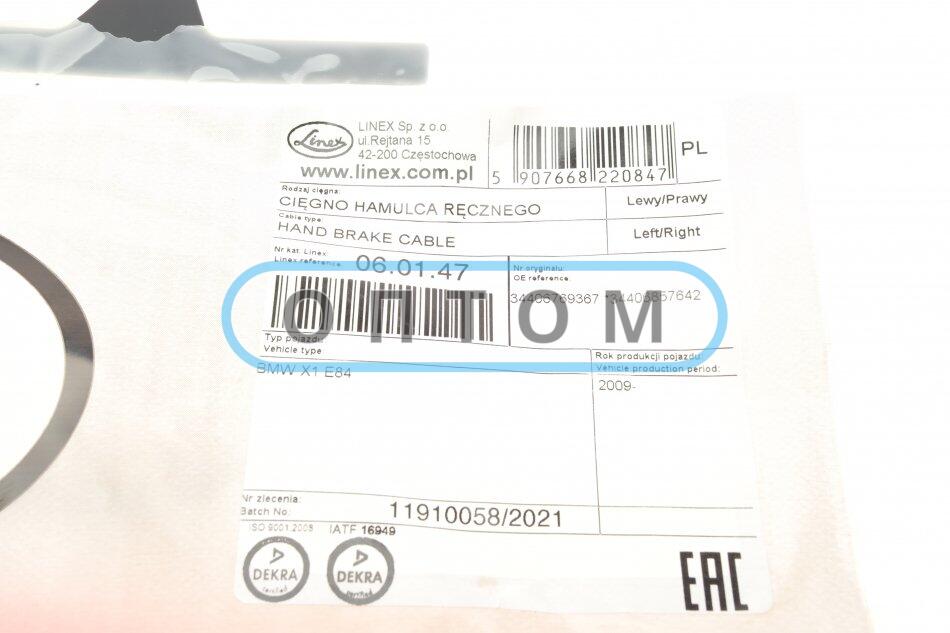 Linex
LINEX Sp. z o.o.
ul.Rejtana 15
42-200 Częstochowa
www.linex.com.pl
5 907668 220847
PL
Rodzaj cięgna:
CIĘGNO HAMULCA RĘCZNEGO
Lewy/Prawy
Cable type:
HAND BRAKE CABLE
Left/Right
Nr kat. Linex:
Linex reference:
06.01.47
Nr oryginału:
OE reference:
34406769367 *34406857642
ОПТОМ
Typ pojazdu
Vehicle type
BMW X1 E84
Rok produkcji pojazdu:
Vehicle production period:
2009-
Nr zlecenia:
Batch No:
11910058/2021
ISO 9001:2008 IATF 16949
DEKRA
DEKRA
EAC